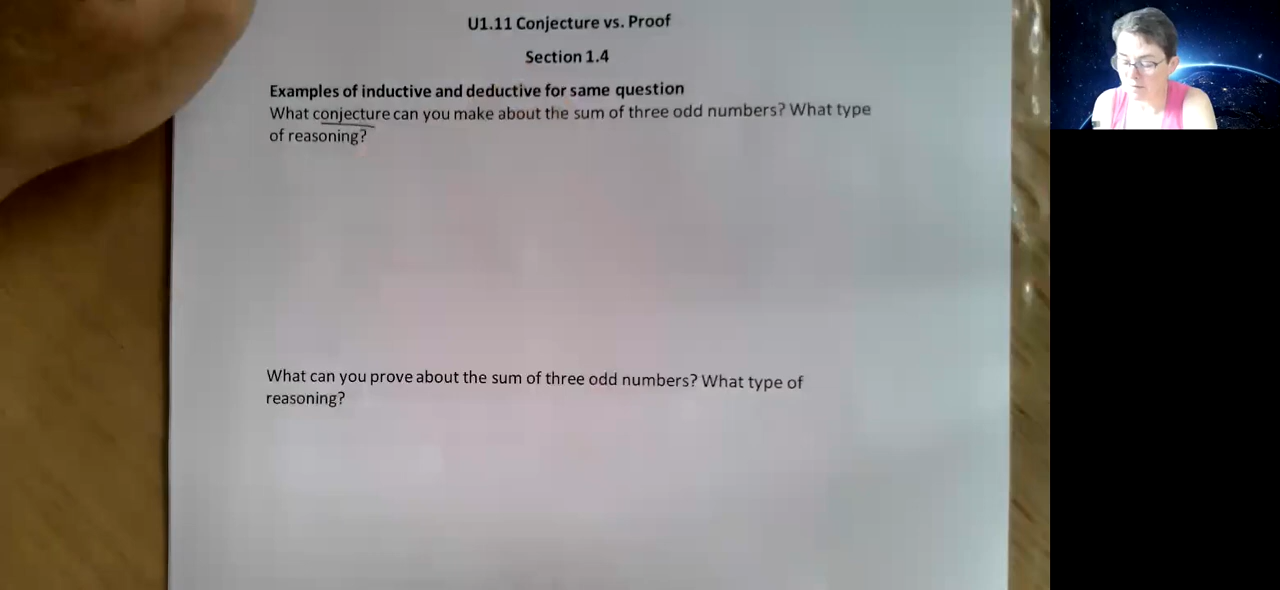 U1.11 Conjecture vs. Proof
Section 1.4
Examples of inductive and deductive for same question
What conjecture can you make about the sum of three odd numbers? What type
of reasoning?
What can you prove about the sum of three odd numbers? What type of
reasoning?